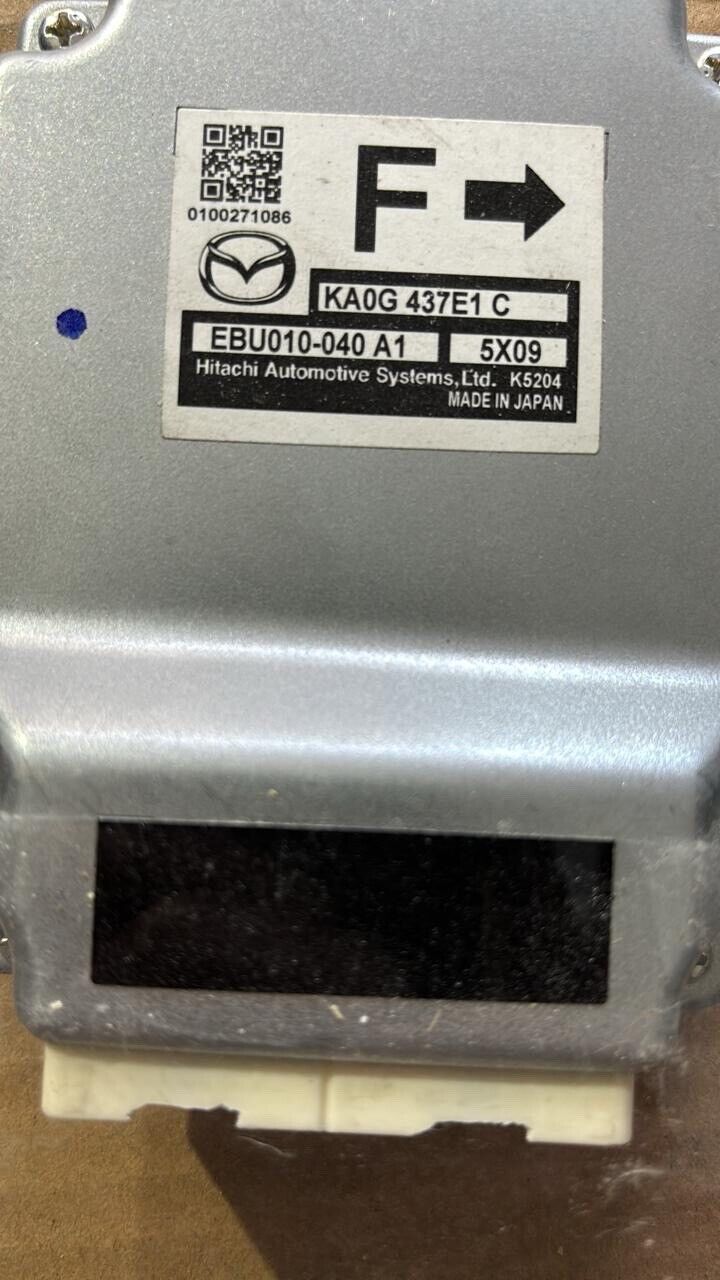 F
0100271086
KA0G 437E1 C
EBU010-040 A1 5X09
Hitachi Automotive Systems,Ltd. K5204
MADE IN JAPAN